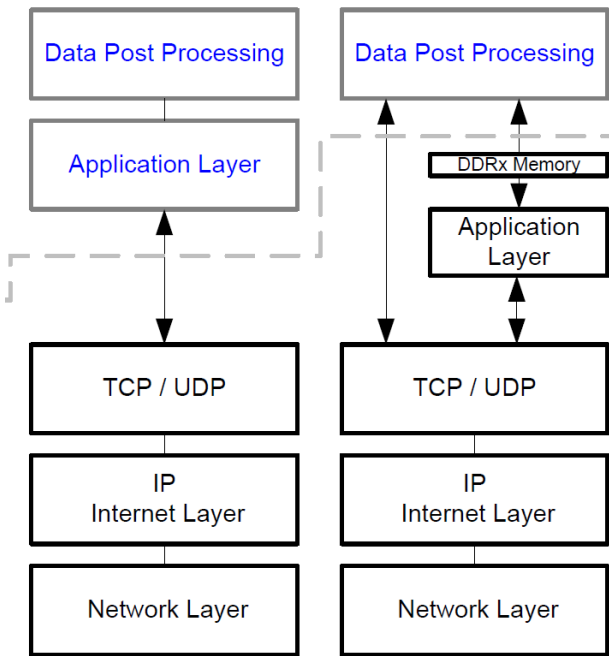 Data Post Processing
Application Layer
TCP / UDP
IP
Internet Layer
Network Layer
Data Post Processing
DDRx Memory
Application
Layer
TCP / UDP
IP
Internet Layer
Network Layer